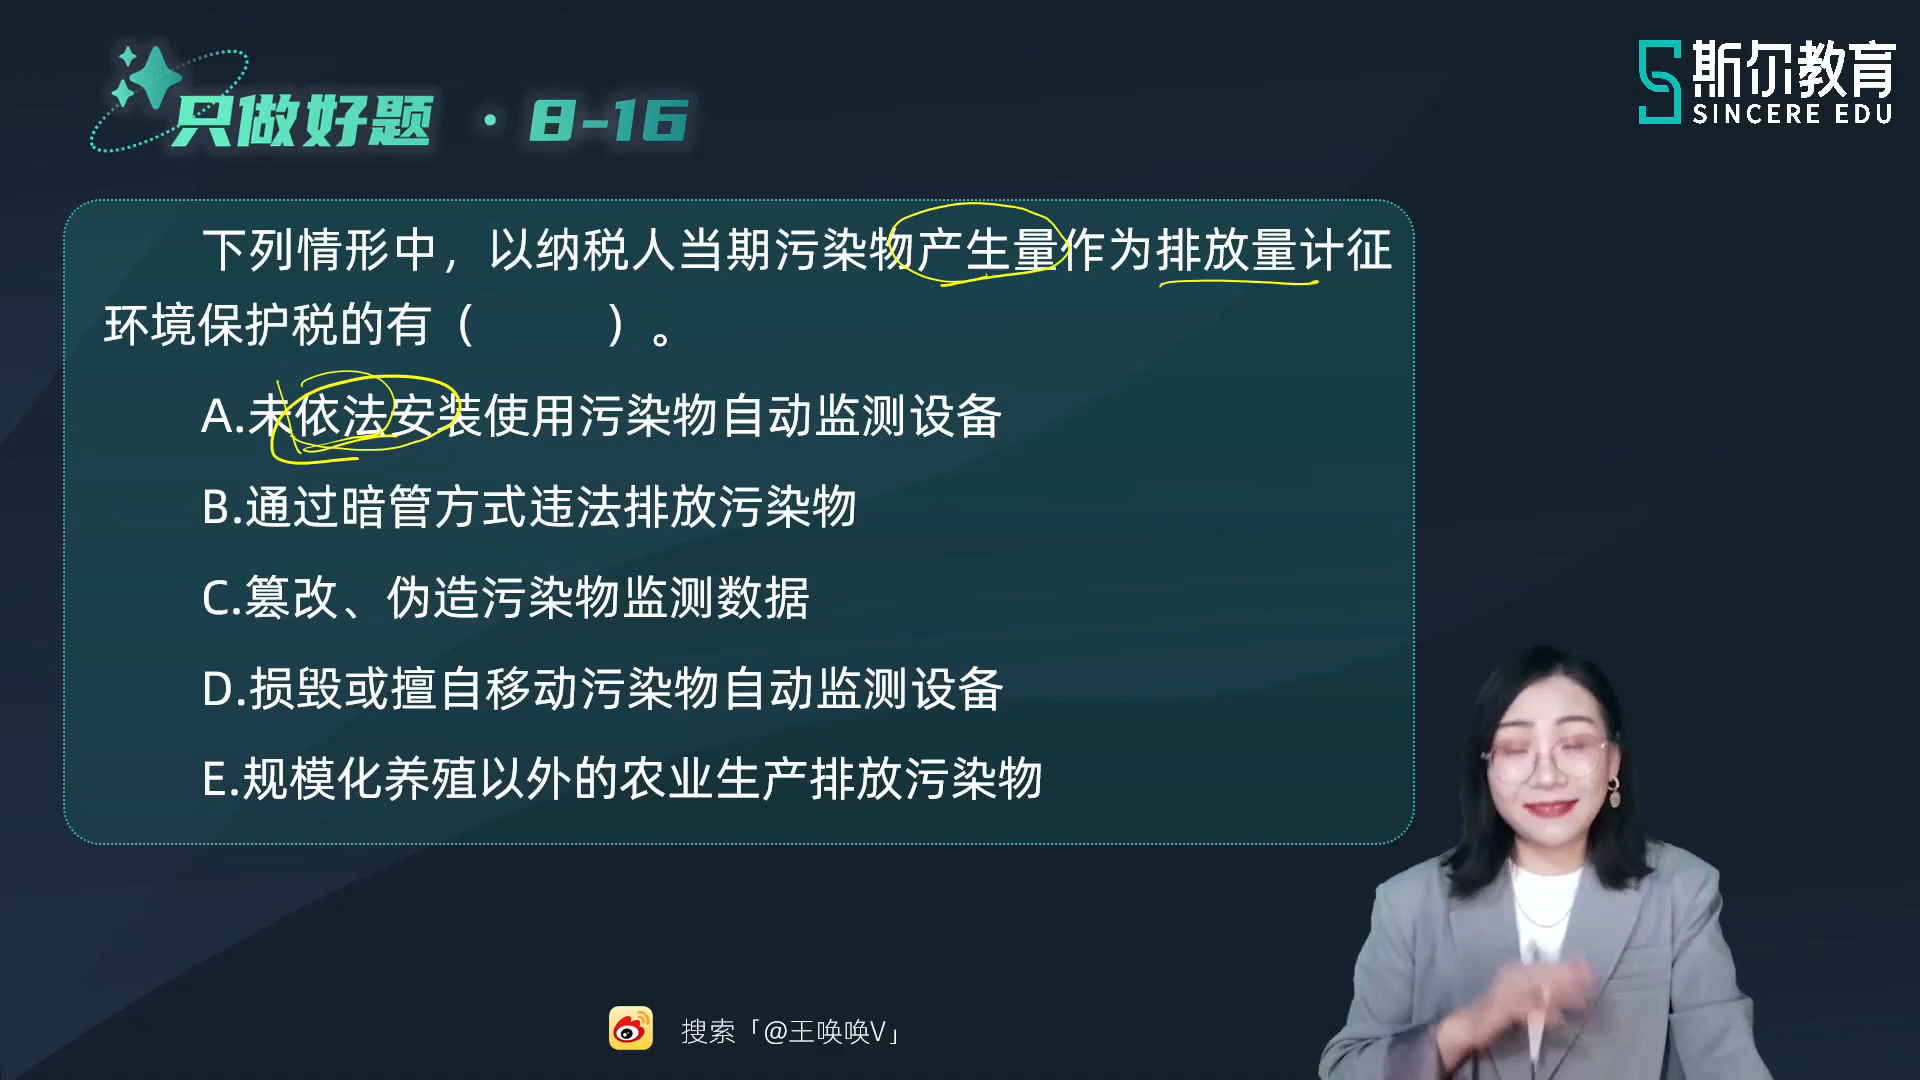 斯尔教育
SINCERE EDU
只做好题 · 8-16
下列情形中，以纳税人当期污染物产生量作为排放量计征
环境保护税的有（　　）。
A.未依法安装使用污染物自动监测设备
B.通过暗管方式违法排放污染物
C.篡改、伪造污染物监测数据
D.损毁或擅自移动污染物自动监测设备
E.规模化养殖以外的农业生产排放污染物
搜索「@王唤唤V」